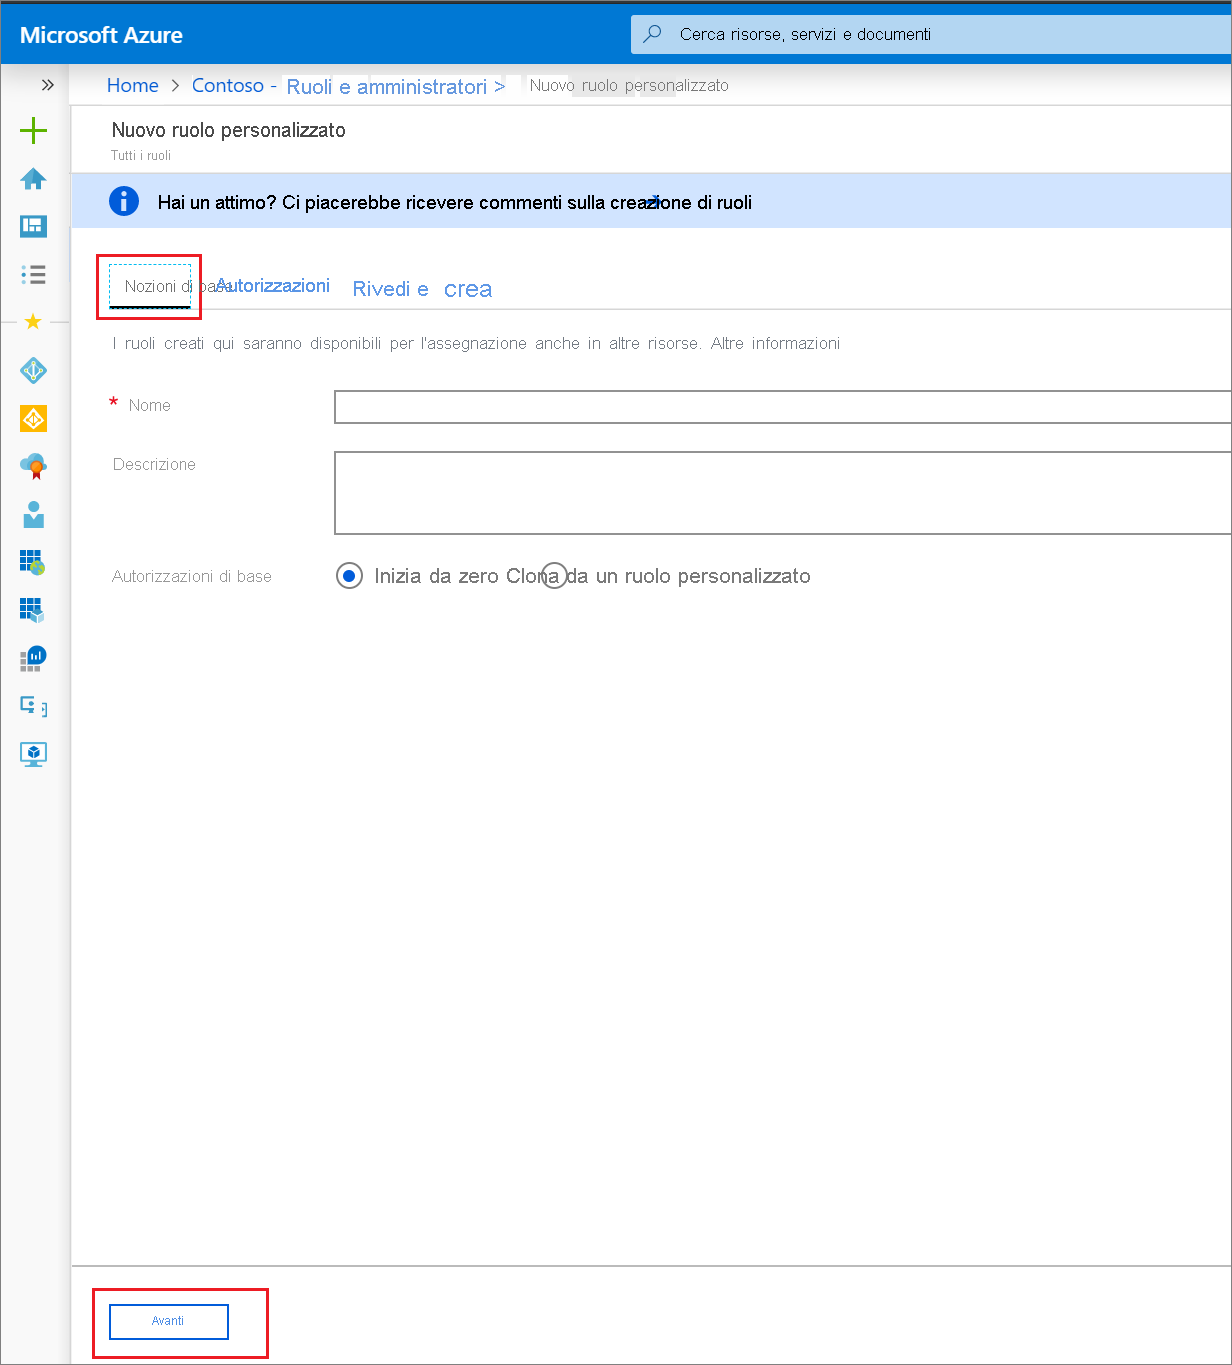 Microsoft Azure
Cerca risorse, servizi e documenti
Home > Contoso - Ruoli e amministratori > Nuovo ruolo personalizzato
Nuovo ruolo personalizzato
Tutti i ruoli
Hai un attimo? Ci piacerebbe ricevere commenti sulla creazione di ruoli
Nozioni di base Autorizzazioni Rivedi e crea
I ruoli creati qui saranno disponibili per l'assegnazione anche in altre risorse. Altre informazioni
* Nome
Descrizione
Autorizzazioni di base Inizia da zero Clona da un ruolo personalizzato
Avanti